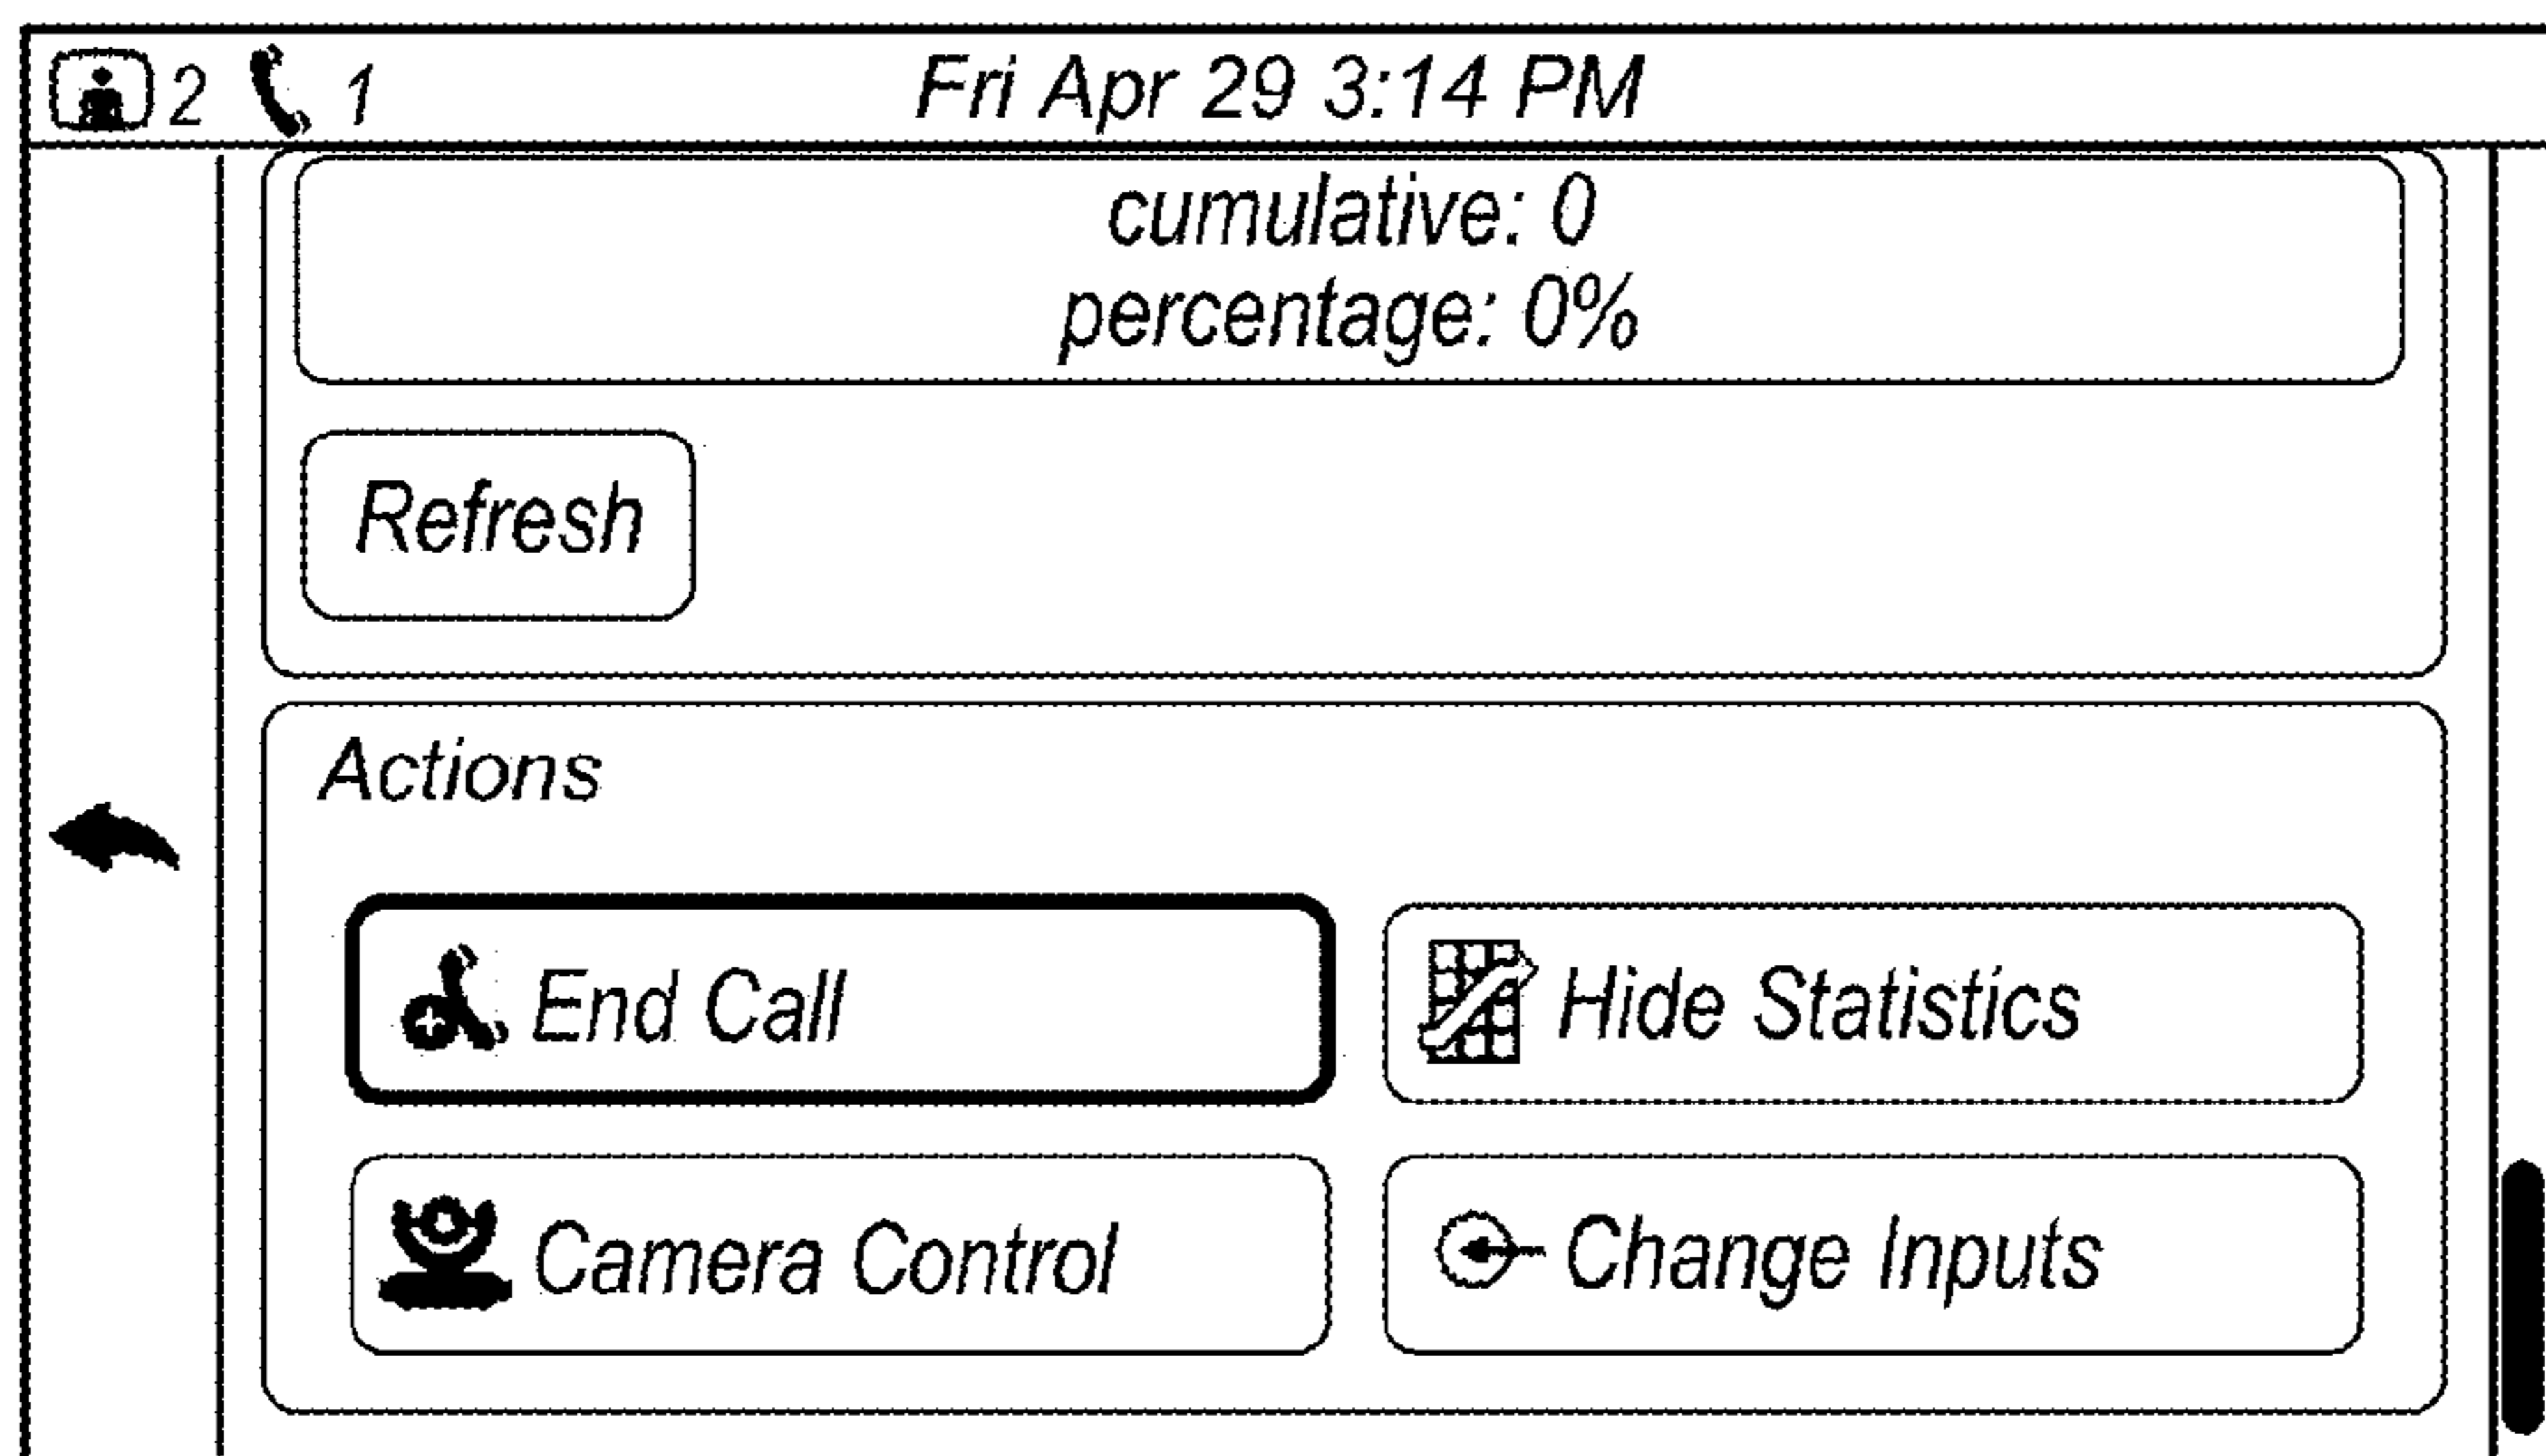 2 1 Fri Apr 29 3:14 PM
cumulative: 0
percentage: 0%
Refresh
Actions
End Call
Hide Statistics
Camera Control
Change Inputs